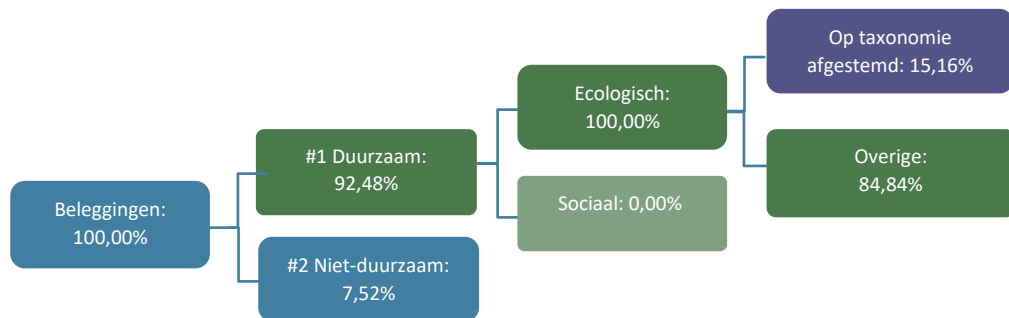 Beleggingen:
100,00%
#1 Duurzaam:
92,48%
#2 Niet-duurzaam:
7,52%
Ecologisch:
100,00%
Sociaal: 0,00%
Op taxonomie
afgestemd: 15,16%
Overige:
84,84%